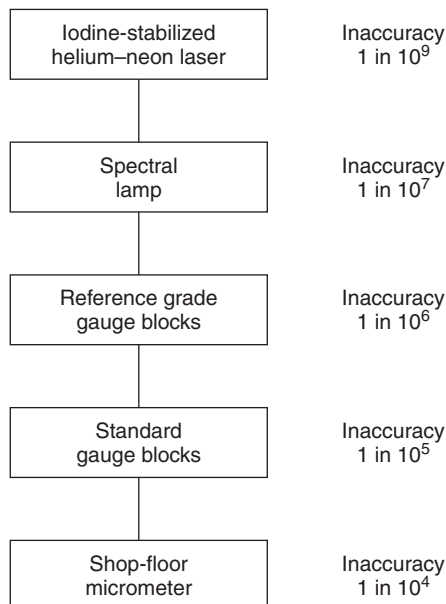 Iodine-stabilized
helium–neon laser
Inaccuracy
1 in 10⁹
Spectral
lamp
Inaccuracy
1 in 10⁷
Reference grade
gauge blocks
Inaccuracy
1 in 10⁶
Standard
gauge blocks
Inaccuracy
1 in 10⁵
Shop-floor
micrometer
Inaccuracy
1 in 10⁴